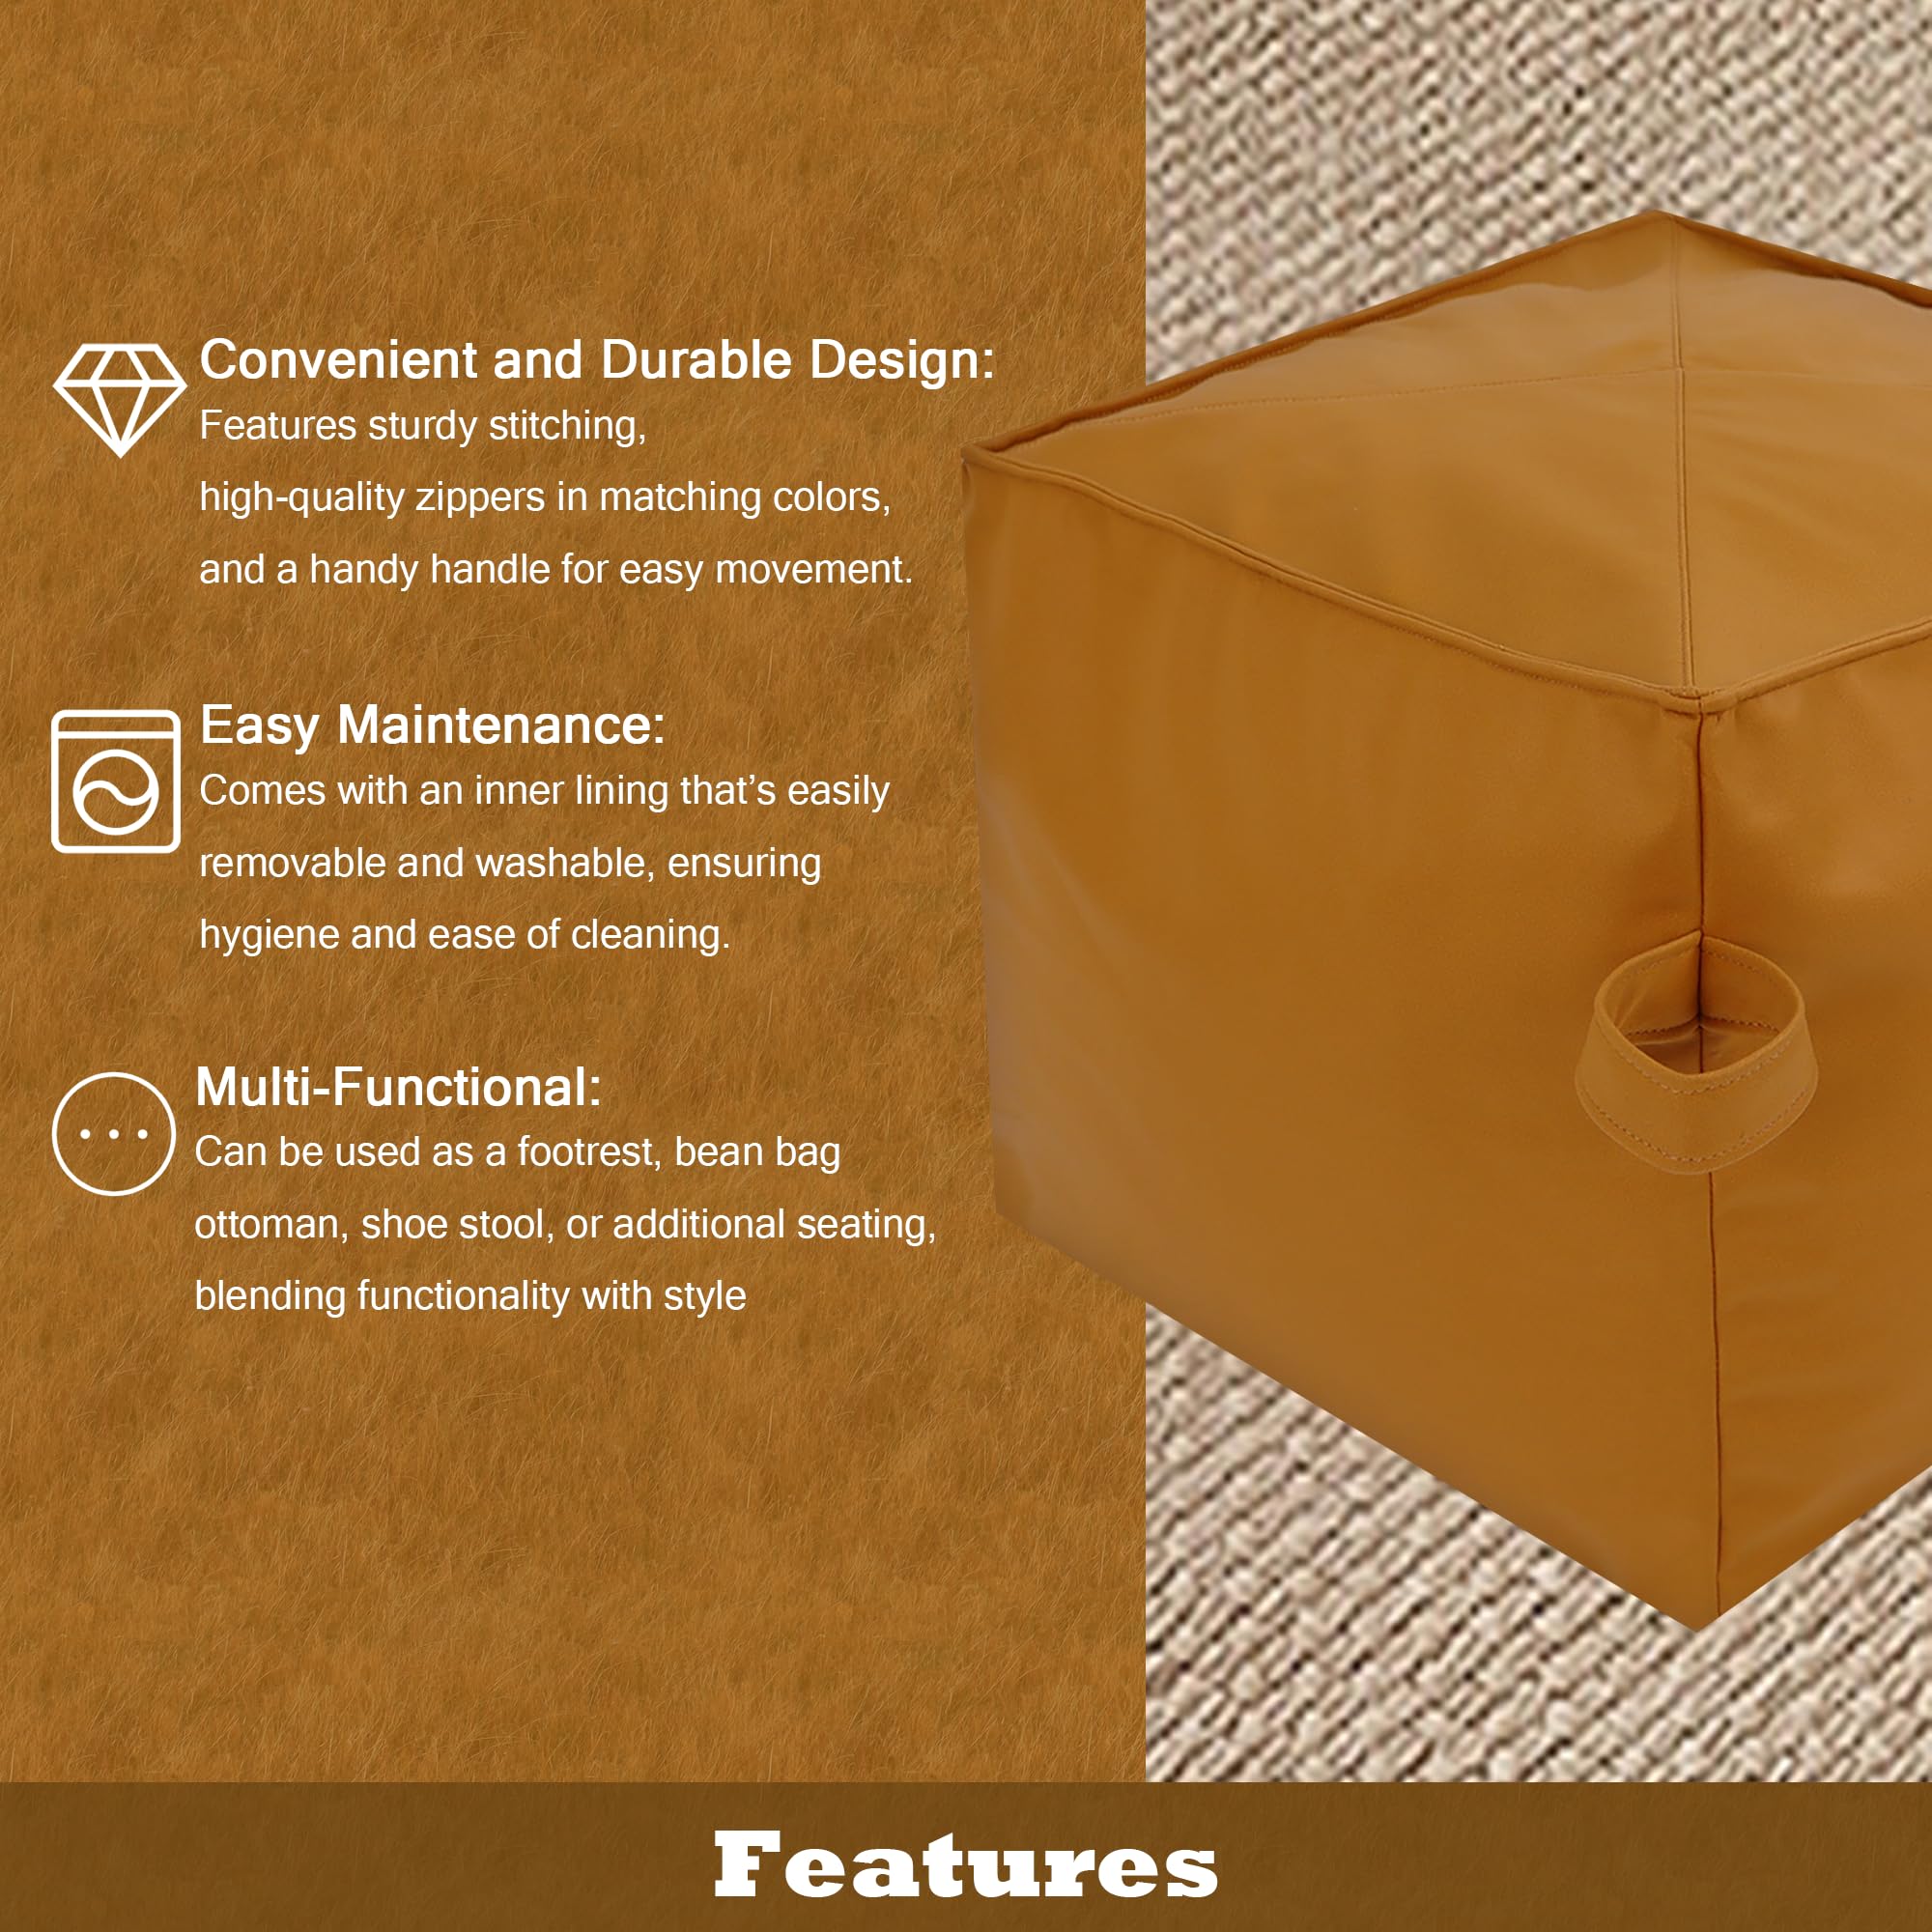 Convenient and Durable Design:
Features sturdy stitching,
high-quality zippers in matching colors,
and a handy handle for easy movement.
Easy Maintenance:
Comes with an inner lining that’s easily
removable and washable, ensuring
hygiene and ease of cleaning.
Multi-Functional:
Can be used as a footrest, bean bag
ottoman, shoe stool, or additional seating,
blending functionality with style
Features